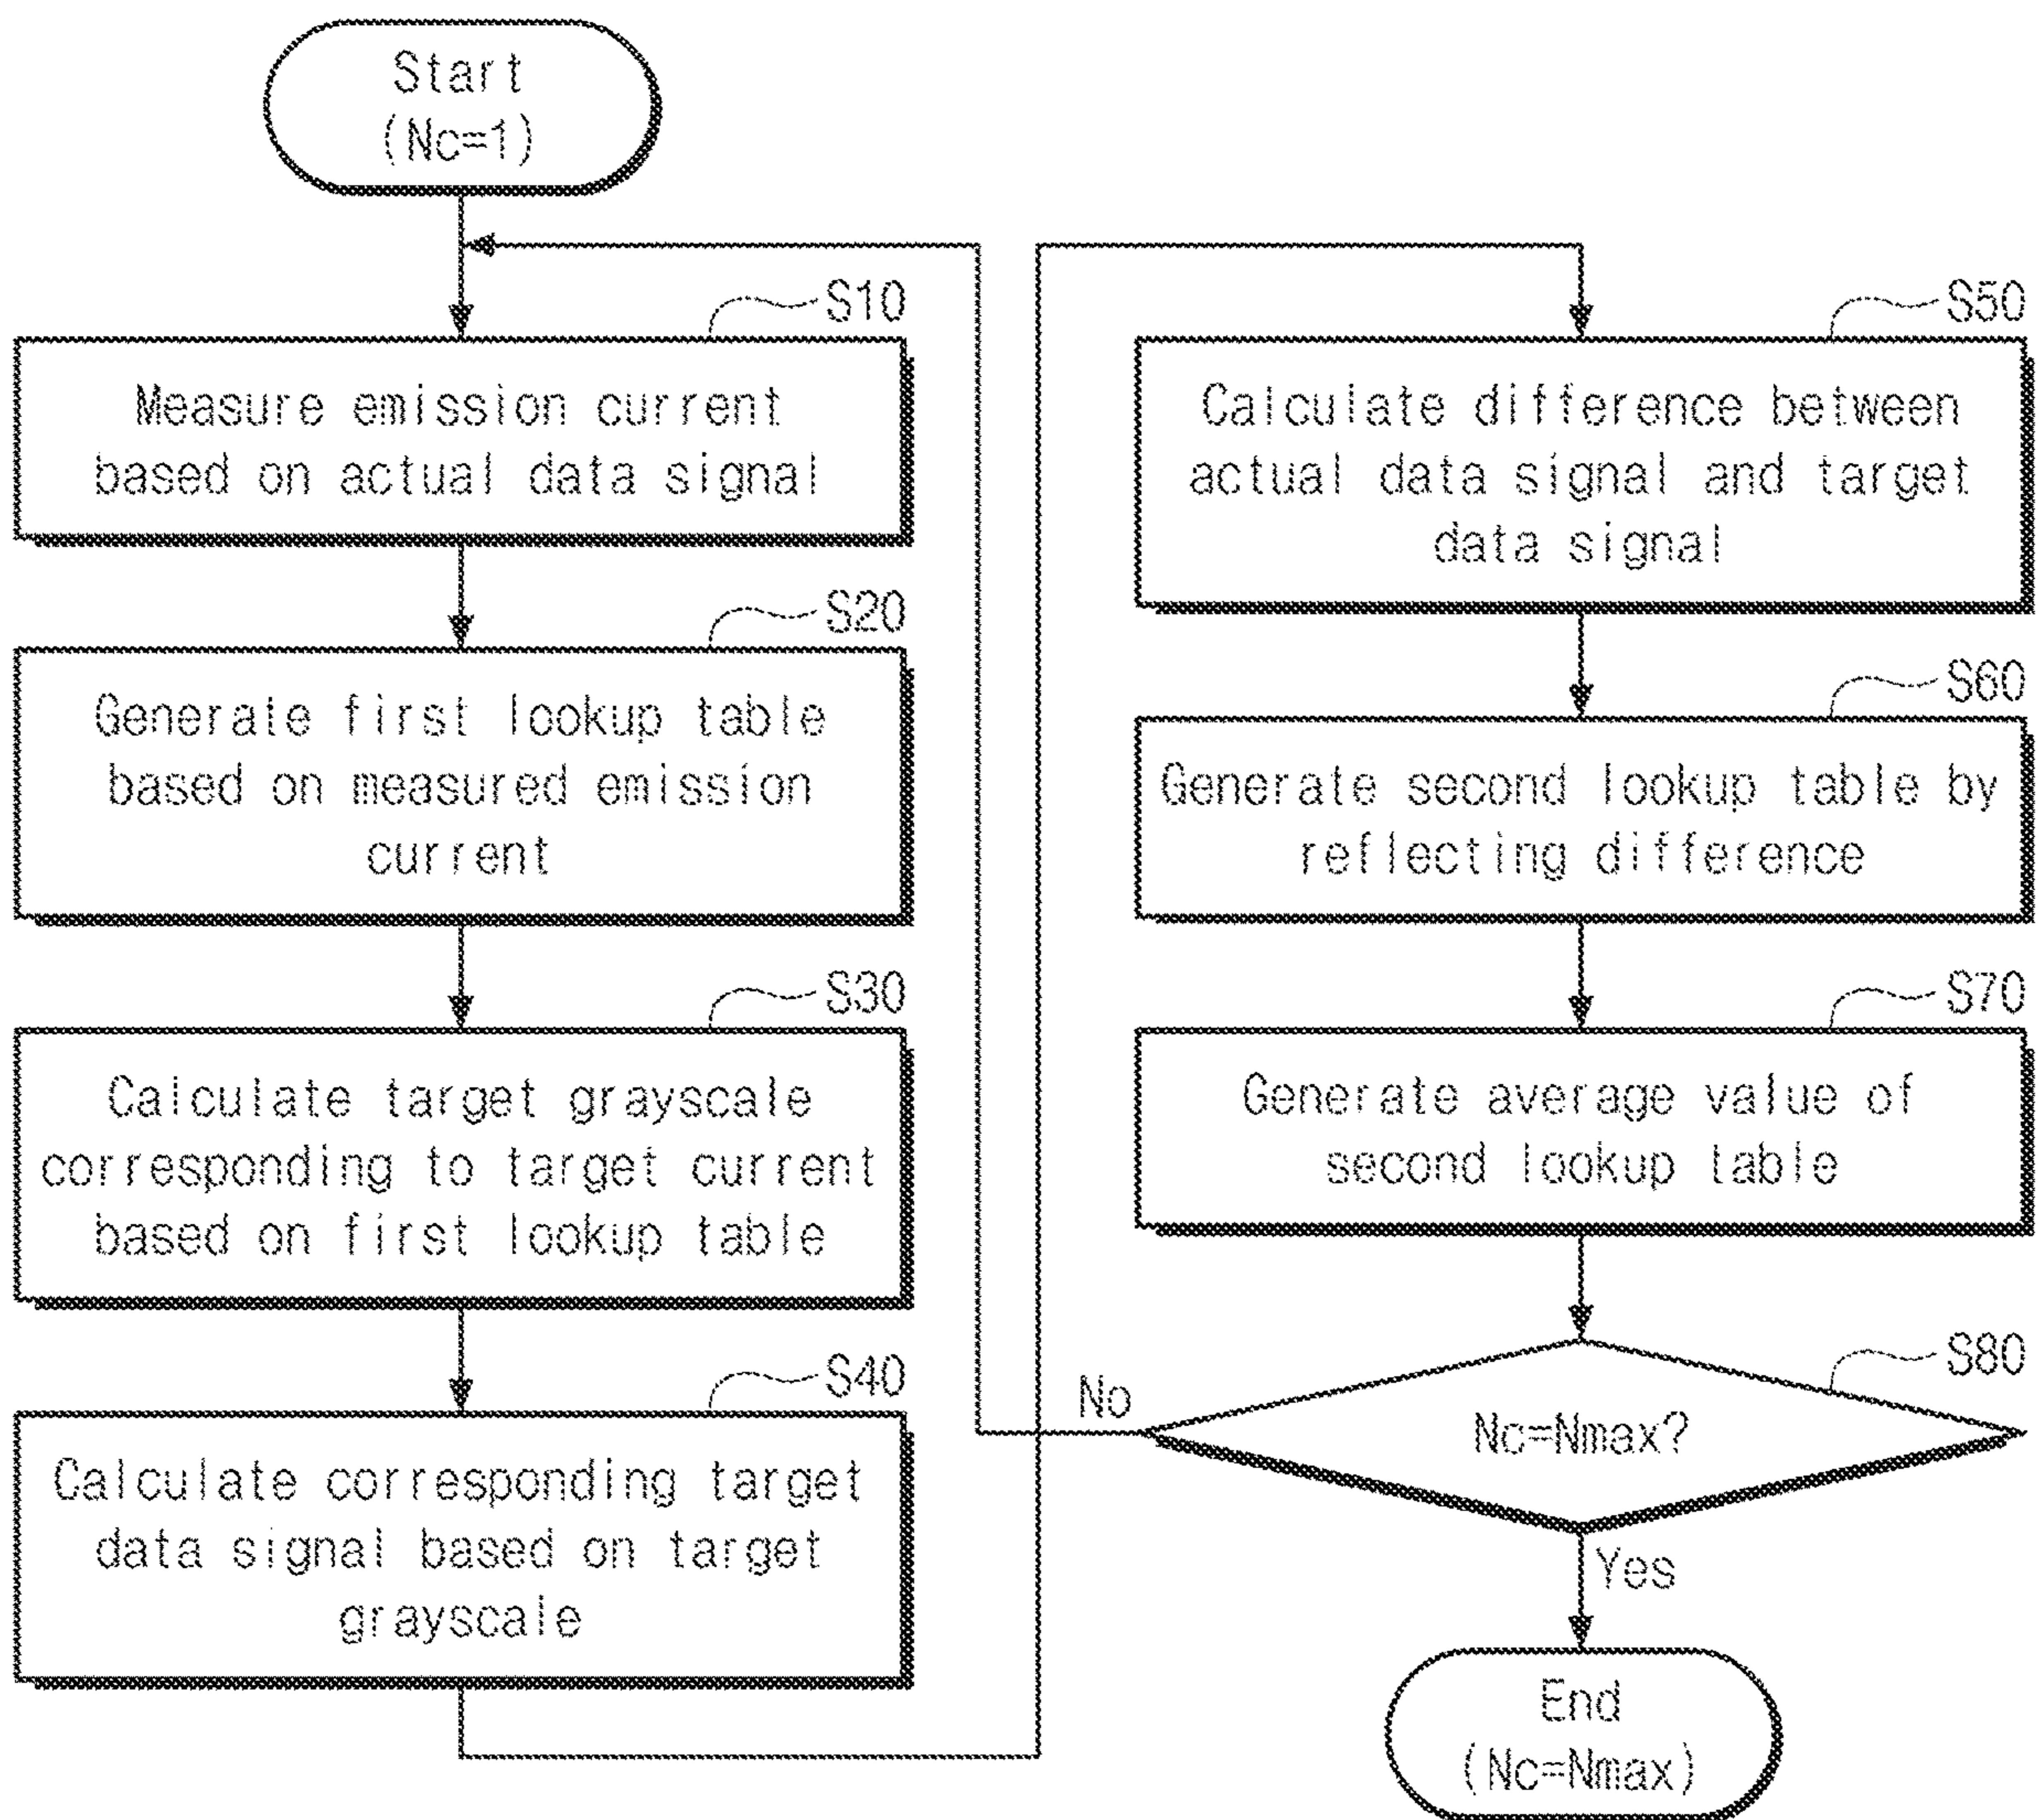 Start
(Nc=1)
S10
Measure emission current
based on actual data signal
S20
Generate first lookup table
based on measured emission
current
S30
Calculate target grayscale
corresponding to target current
based on first lookup table
S40
Calculate corresponding target
data signal based on target
grayscale
S50
Calculate difference between
actual data signal and target
data signal
S60
Generate second lookup table by
reflecting difference
S70
Generate average value of
second lookup table
S80
Nc=Nmax?
No
Yes
End
(Nc=Nmax)